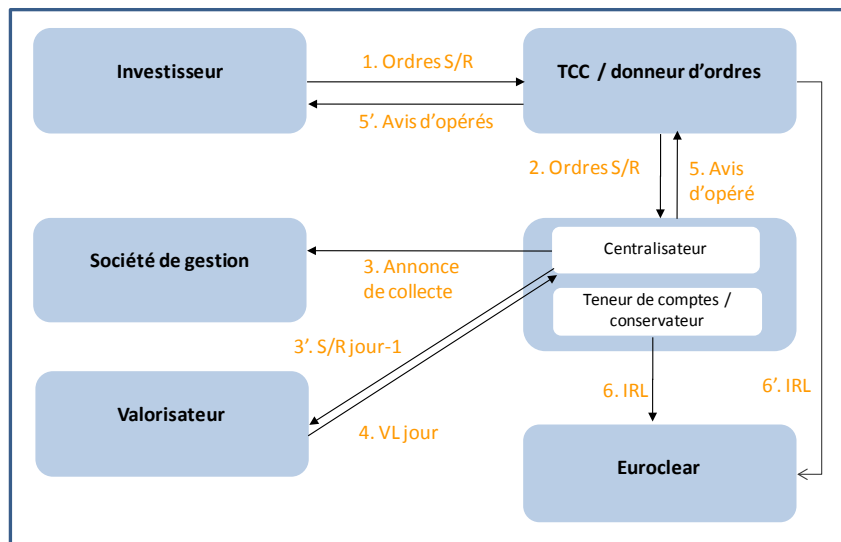 Investisseur
1. Ordres S/R
TCC / donneur d'ordres
5'. Avis d'opérés
2. Ordres S/R
5. Avis
d'opéré
Société de gestion
3. Annonce
de collecte
Centralisateur
Teneur de comptes /
conservateur
3'. S/R jour-1
Valorisateur
4. VL jour
6. IRL
6'. IRL
Euroclear